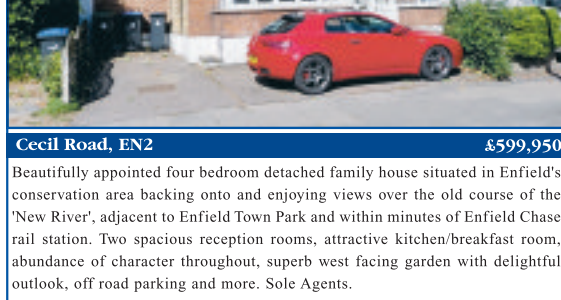 Cecil Road, EN2 £599,950
Beautifully appointed four bedroom detached family house situated in Enfield's
conservation area backing onto and enjoying views over the old course of the
'New River', adjacent to Enfield Town Park and within minutes of Enfield Chase
rail station. Two spacious reception rooms, attractive kitchen/breakfast room,
abundance of character throughout, superb west facing garden with delightful
outlook, off road parking and more. Sole Agents.